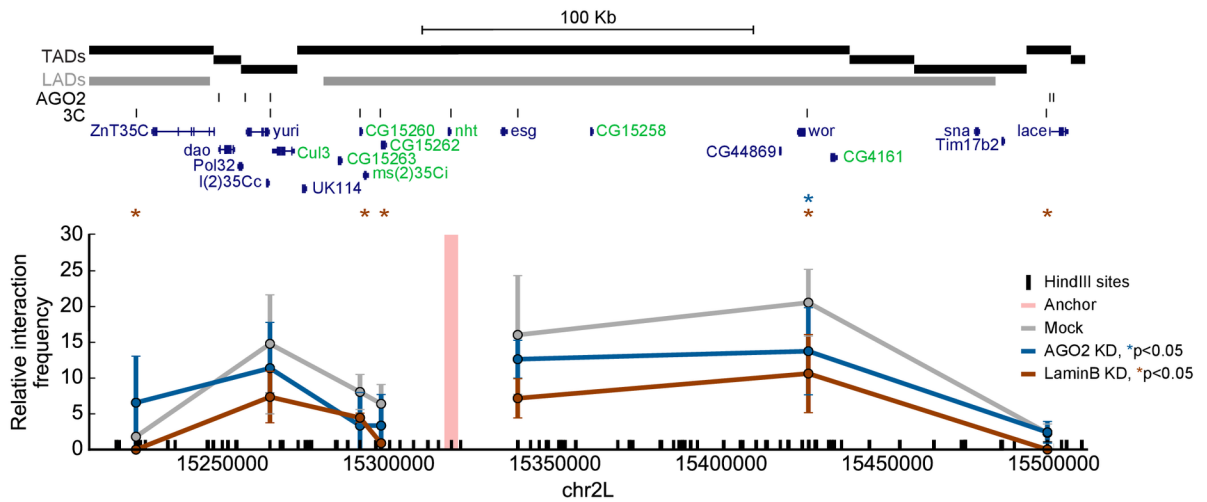 100 Kb
TADs
LADs
AGO2
3C
ZnT35C yuri CG15260 nht esg CG15258 wor sna lace
dao Cul3 CG15262 CG44869 CG4161 Tim17b2
Pol32 CG15263
l(2)35Cc UK114 ms(2)35Ci
* * * * * *
30
25
20
15
10
5
0
Relative interaction
frequency
HindIII sites
Anchor
Mock
AGO2 KD, *p<0.05
LaminB KD, *p<0.05
15250000 15300000 15350000 15400000 15450000 15500000
chr2L